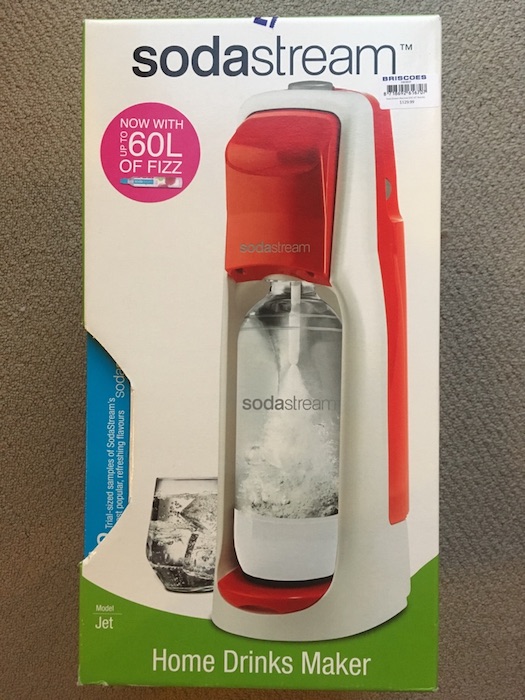 sodastream™
BRISCOES
NOW WITH
UP TO
60L
OF FIZZ
sodastream
sodastream
Trial-sized samples of SodaStream's
popular, refreshing flavours
Model
Jet
Home Drinks Maker